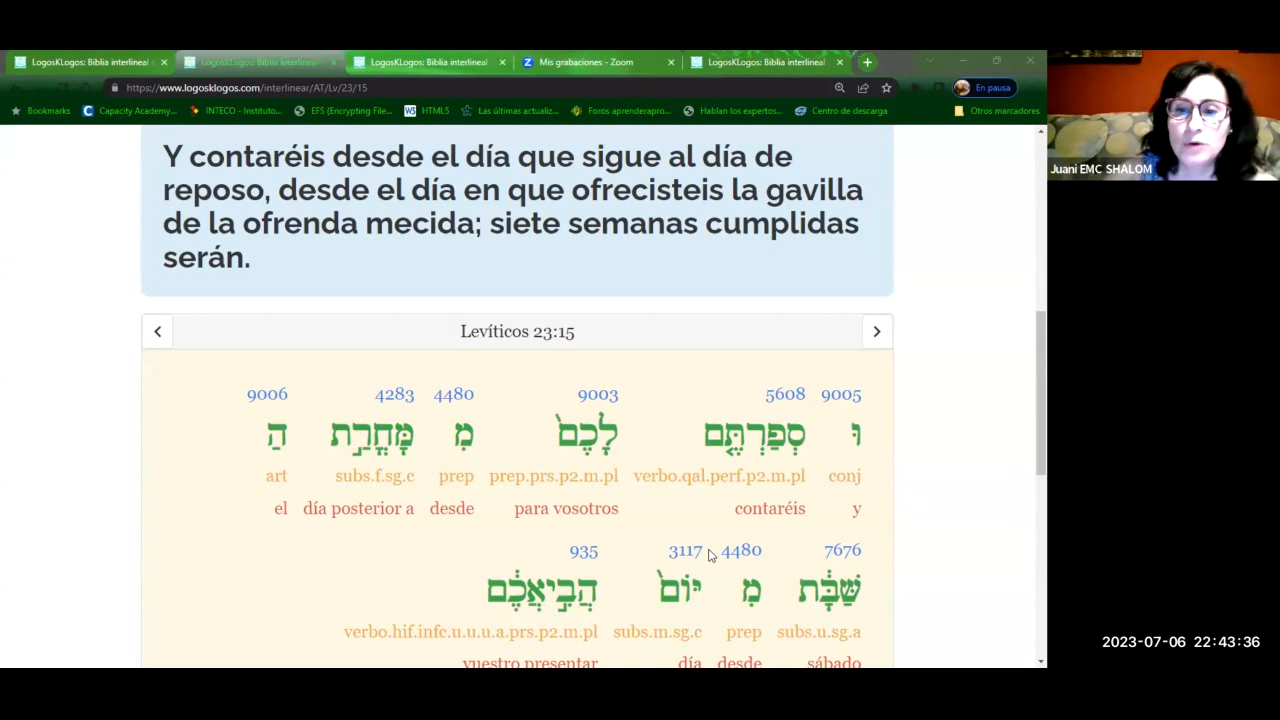 LogosKLogos: Biblia interlineal
LogosKLogos: Biblia interlineal
LogosKLogos: Biblia interlineal
Mis grabaciones - Zoom
LogosKLogos: Biblia interlineal
https://www.logosklogos.com/interlinear/AT/Lv/23/15
En pausa
Bookmarks
Capacity Academy...
INTECO - Instituto...
EFS (Encrypting File...
HTML5
Las últimas actualiz...
Foros aprenderapro...
Hablan los expertos...
Centro de descarga
Otros marcadores
Y contaréis desde el día que sigue al día de
reposo, desde el día en que ofrecisteis la gavilla
de la ofrenda mecida; siete semanas cumplidas
serán.
Levíticos 23:15
9006 4283 4480 9003 5608 9005
וּ סְפַרְתֶּ֤ם לָכֶם֙ מִ מָּחֳרַ֣ת הַ
art subs.f.sg.c prep prep.prs.p2.m.pl verbo.qal.perf.p2.m.pl conj
el día posterior a desde para vosotros contaréis y
935 3117 4480 7676
שַּׁבָּ֔ת מִ יּוֹם֙ הֲבִ֣יאֲכֶ֔ם
verbo.hif.infc.u.u.u.a.prs.p2.m.pl subs.m.sg.c prep subs.u.sg.a
vuestro presentar día desde sábado
Juani EMC SHALOM
2023-07-06 22:43:36